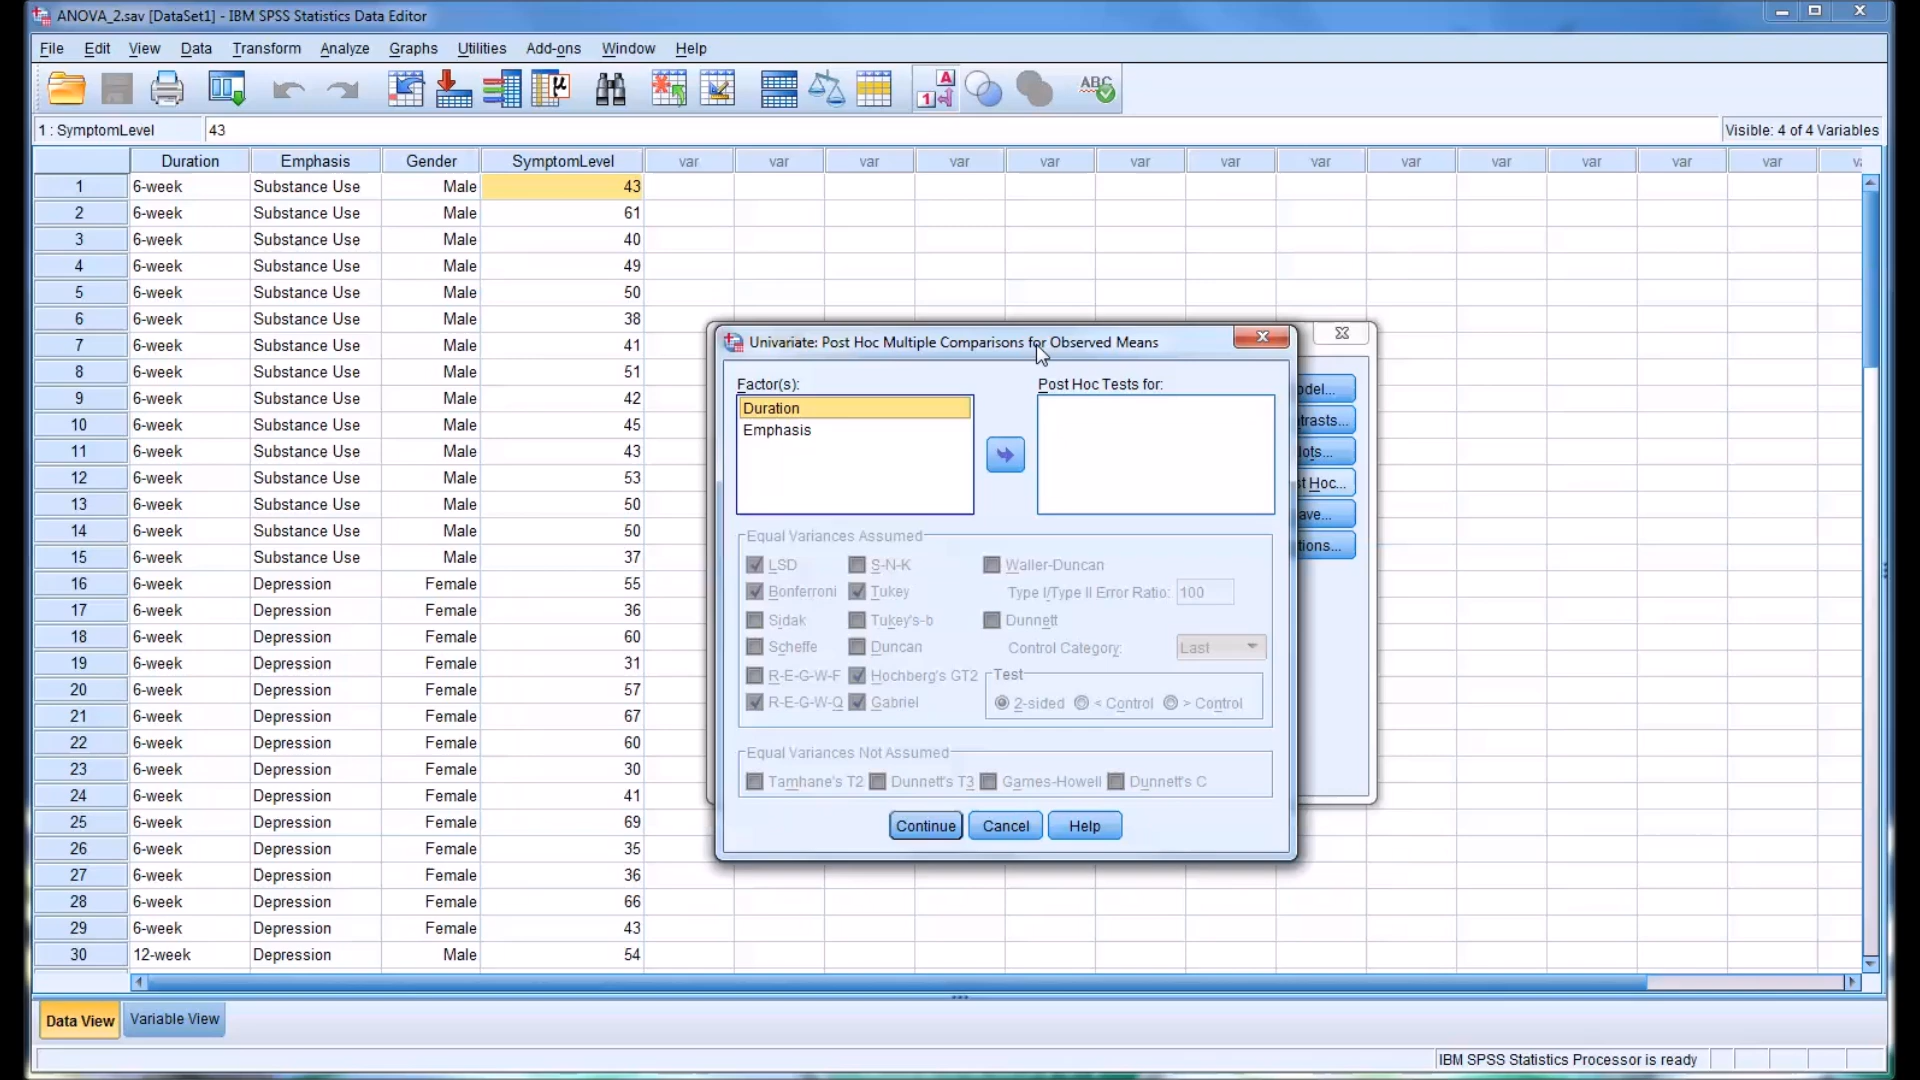 ANOVA_2.sav [DataSet1] - IBM SPSS Statistics Data Editor
File Edit View Data Transform Analyze Graphs Utilities Add-ons Window Help
1 : SymptomLevel 43 Visible: 4 of 4 Variables
Duration Emphasis Gender SymptomLevel var var var var var var var var var var var var var
1 6-week Substance Use Male 43
2 6-week Substance Use Male 61
3 6-week Substance Use Male 40
4 6-week Substance Use Male 49
5 6-week Substance Use Male 50
6 6-week Substance Use Male 38
7 6-week Substance Use Male 41
8 6-week Substance Use Male 51
9 6-week Substance Use Male 42
10 6-week Substance Use Male 45
11 6-week Substance Use Male 43
12 6-week Substance Use Male 53
13 6-week Substance Use Male 50
14 6-week Substance Use Male 50
15 6-week Substance Use Male 37
16 6-week Depression Female 55
17 6-week Depression Female 36
18 6-week Depression Female 60
19 6-week Depression Female 31
20 6-week Depression Female 57
21 6-week Depression Female 67
22 6-week Depression Female 60
23 6-week Depression Female 30
24 6-week Depression Female 41
25 6-week Depression Female 69
26 6-week Depression Female 35
27 6-week Depression Female 36
28 6-week Depression Female 66
29 6-week Depression Female 43
30 12-week Depression Male 54
Univariate: Post Hoc Multiple Comparisons for Observed Means
Factor(s): Post Hoc Tests for:
Duration
Emphasis
Equal Variances Assumed
LSD S-N-K Waller-Duncan
Bonferroni Tukey Type I/Type II Error Ratio: 100
Sidak Tukey's-b Dunnett
Scheffe Duncan Control Category: Last
R-E-G-W-F Hochberg's GT2 Test
R-E-G-W-Q Gabriel 2-sided < Control > Control
Equal Variances Not Assumed
Tamhane's T2 Dunnett's T3 Games-Howell Dunnett's C
Continue Cancel Help
odel...
trasts...
lots...
st Hoc...
ave...
tions...
Data View Variable View
IBM SPSS Statistics Processor is ready